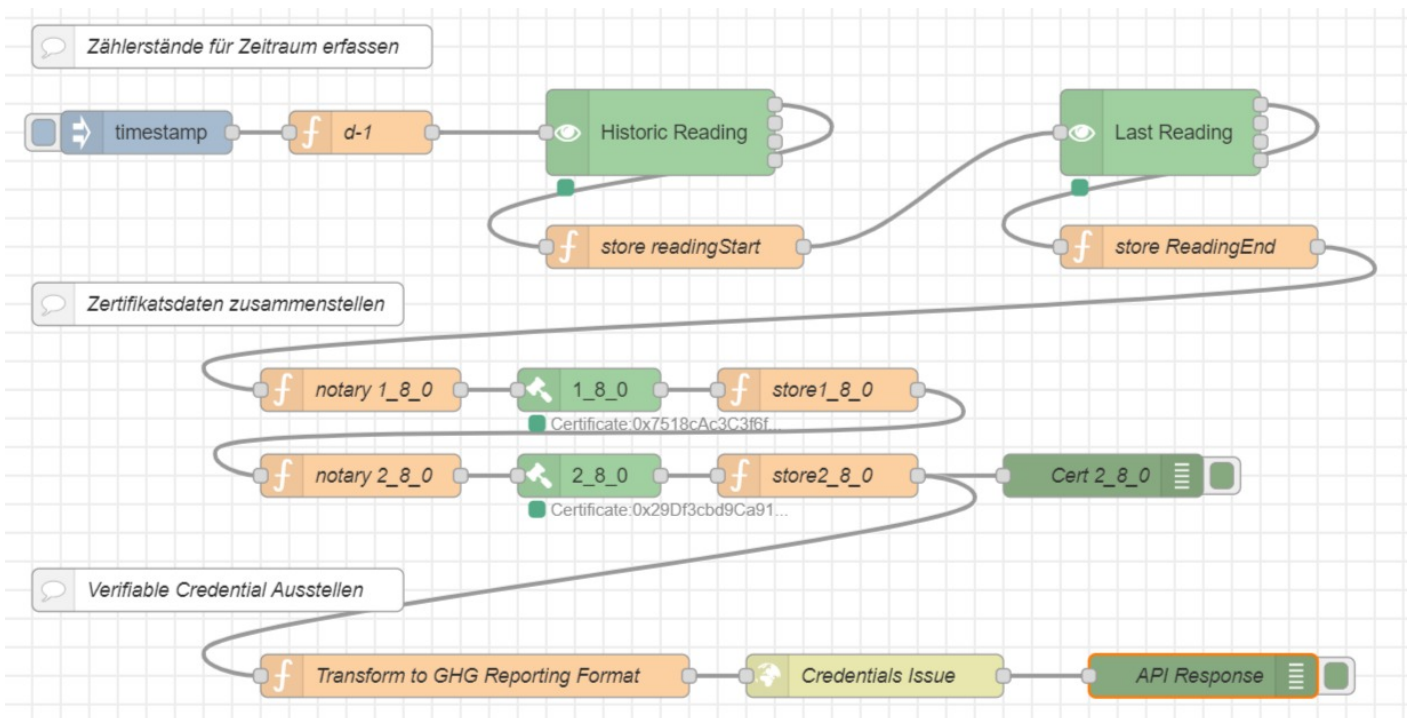 Zählerstände für Zeitraum erfassen
timestamp
d-1
Historic Reading
Last Reading
store readingStart
store ReadingEnd
Zertifikatsdaten zusammenstellen
notary 1_8_0
1_8_0
store1_8_0
Certificate:0x7518cAc3C3f6f...
notary 2_8_0
2_8_0
store2_8_0
Cert 2_8_0
Certificate:0x29Df3cbd9Ca91...
Verifiable Credential Ausstellen
Transform to GHG Reporting Format
Credentials Issue
API Response